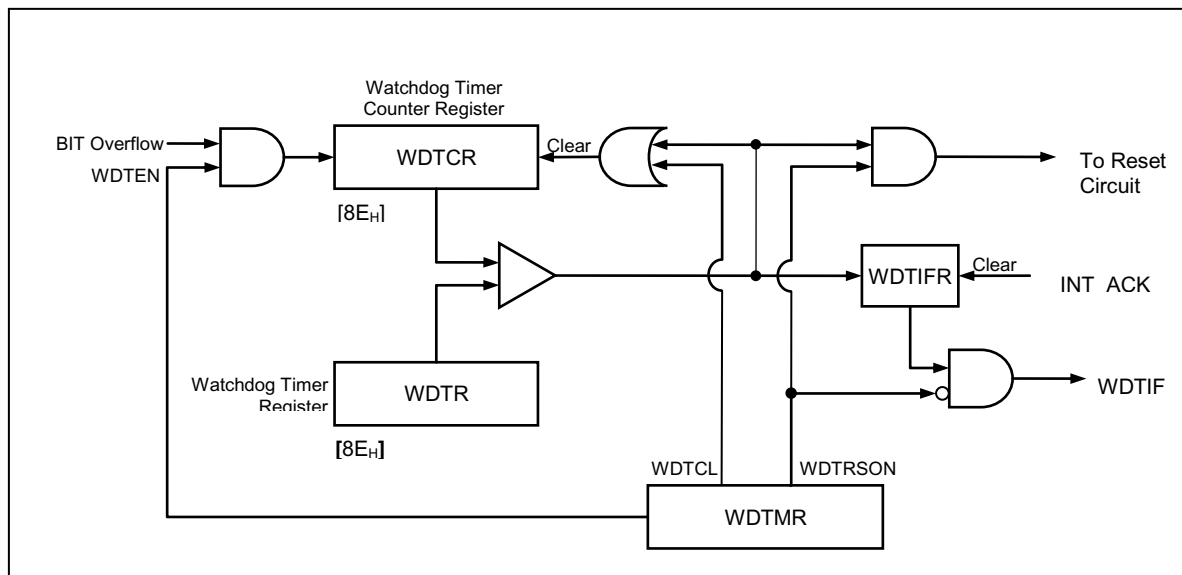 Watchdog Timer
Counter Register
BIT Overflow
WDTEN
WDTCR
Clear
To Reset
Circuit
[8EH]
WDTIFR
Clear
INT ACK
Watchdog Timer
Register
WDTR
WDTIF
[8EH]
WDTCL
WDTRSON
WDTMR